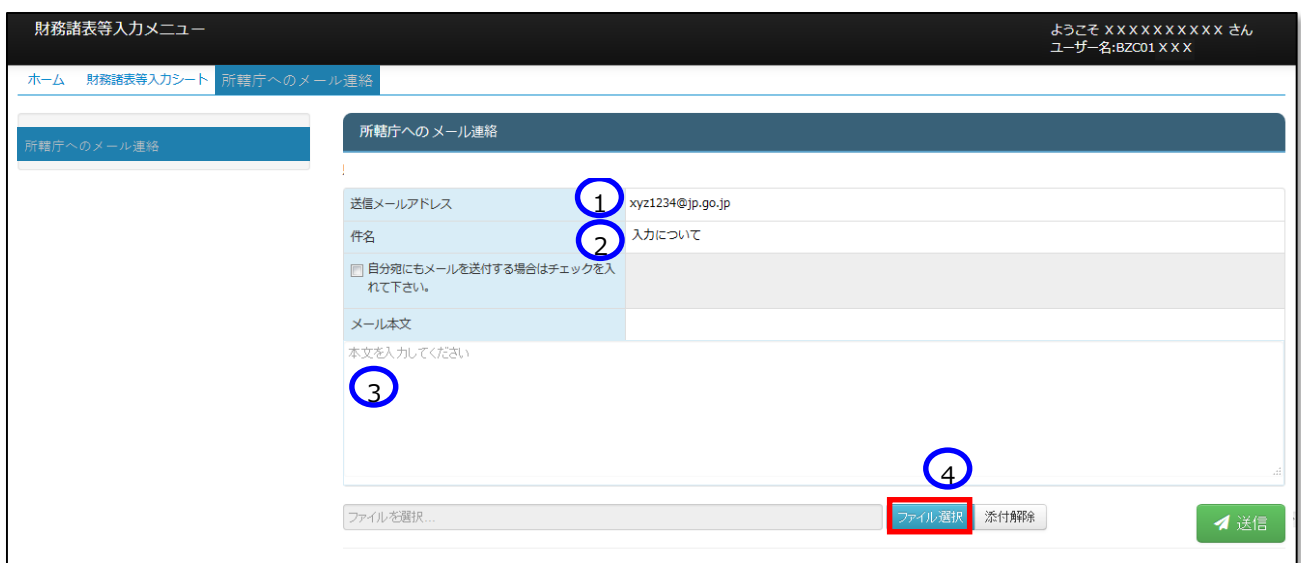 財務諸表等入力メニュー
ようこそ XXXXXXXXXX さん
ユーザー名:BZC01XXX
ホーム 財務諸表等入力シート 所轄庁へのメール連絡
所轄庁へのメール連絡
所轄庁への メール連絡
送信メールアドレス 1 xyz1234@jp.go.jp
件名 2 入力について
自分宛にもメールを送付する場合はチェックを入
れて下さい。
メール本文
本文を入力してください
3
4
ファイルを選択... ファイル選択 添付解除 送信